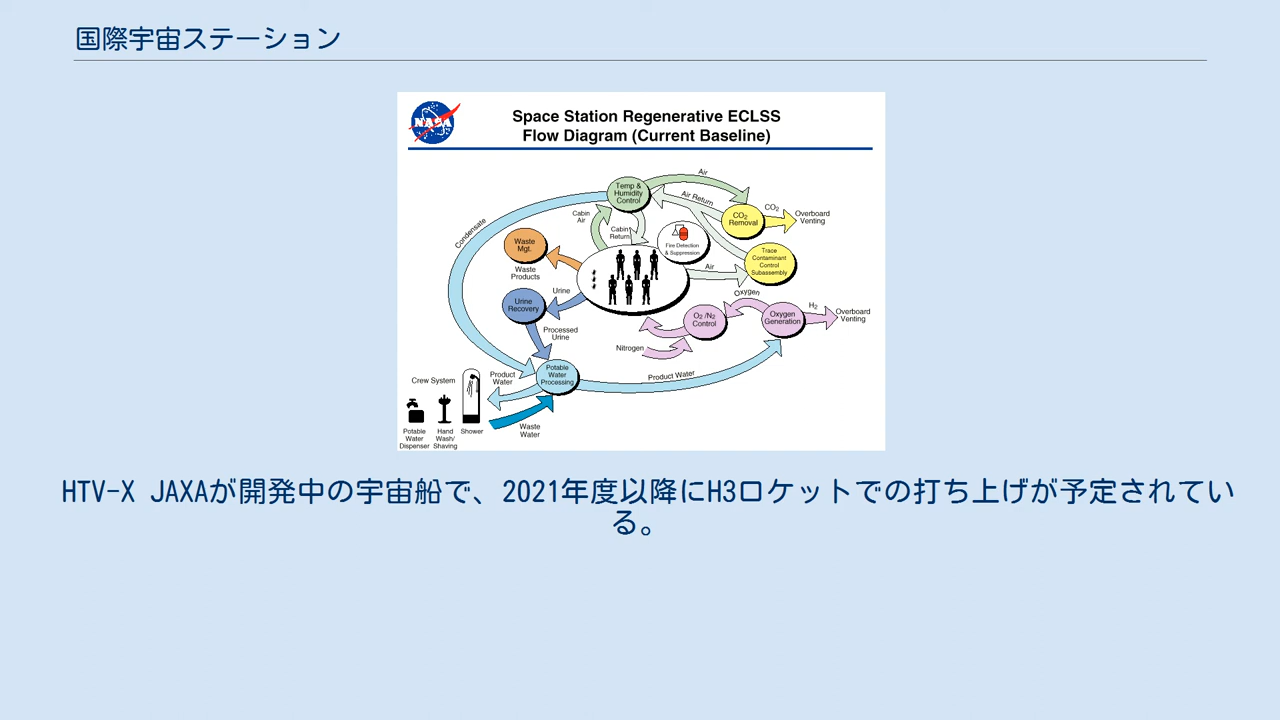 国際宇宙ステーション
NASA
Space Station Regenerative ECLSS
Flow Diagram (Current Baseline)
Temp &
Humidity
Control
Air
Air Return
CO2
Removal
CO2
Overboard
Venting
Cabin
Air
Cabin
Return
Condensate
Waste
Mgt.
Waste
Products
Fire Detection
& Suppression
Trace
Contaminant
Control
Subassembly
Air
Urine
Urine
Recovery
Processed
Urine
Oxygen
O2 /N2
Control
Oxygen
Generation
H2
Overboard
Venting
Nitrogen
Potable
Water
Processing
Product Water
Product
Water
Crew System
Waste
Water
Potable
Water
Dispenser
Hand
Wash/
Shaving
Shower
HTV-X JAXAが開発中の宇宙船で、2021年度以降にH3ロケットでの打ち上げが予定されてい
る。